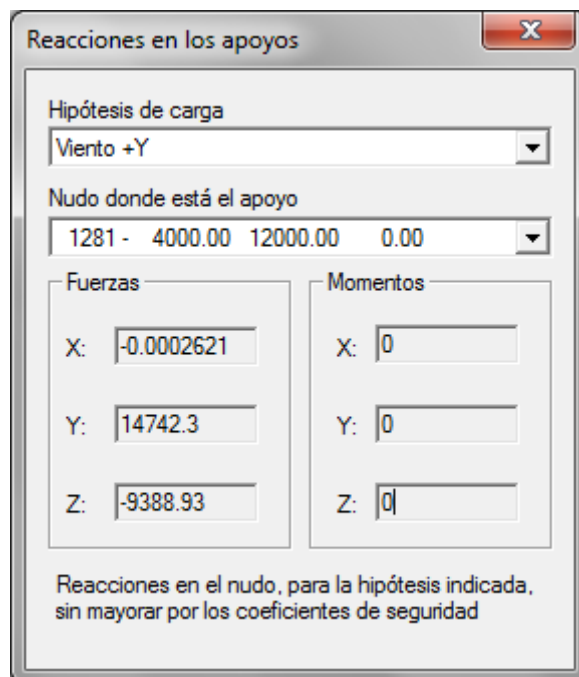 Reacciones en los apoyos
Hipótesis de carga
Viento +Y
Nudo donde está el apoyo
1281 - 4000.00 12000.00 0.00
Fuerzas
X: -0.0002621
Y: 14742.3
Z: -9388.93
Momentos
X: 0
Y: 0
Z: 0
Reacciones en el nudo, para la hipótesis indicada,
sin mayorar por los coeficientes de seguridad